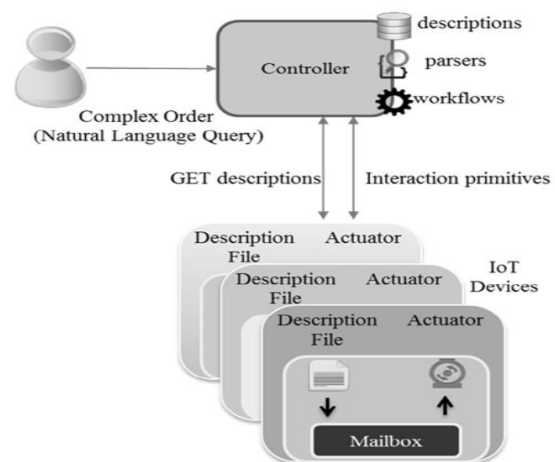 descriptions
Controller
parsers
workflows
Complex Order
(Natural Language Query)
GET descriptions
Interaction primitives
Description
File
Actuator
IoT
Devices
Description
File
Actuator
Description
File
Actuator
Mailbox